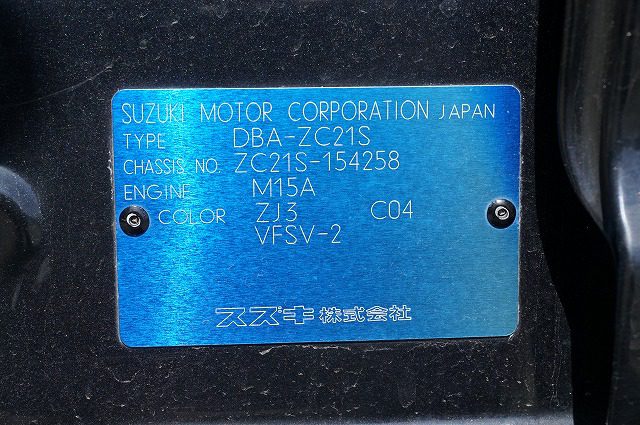 SUZUKI MOTOR CORPORATION JAPAN
TYPE DBA-ZC21S
CHASSIS NO. ZC21S-154258
ENGINE M15A
COLOR ZJ3 C04
VFSV-2
スズキ株式会社